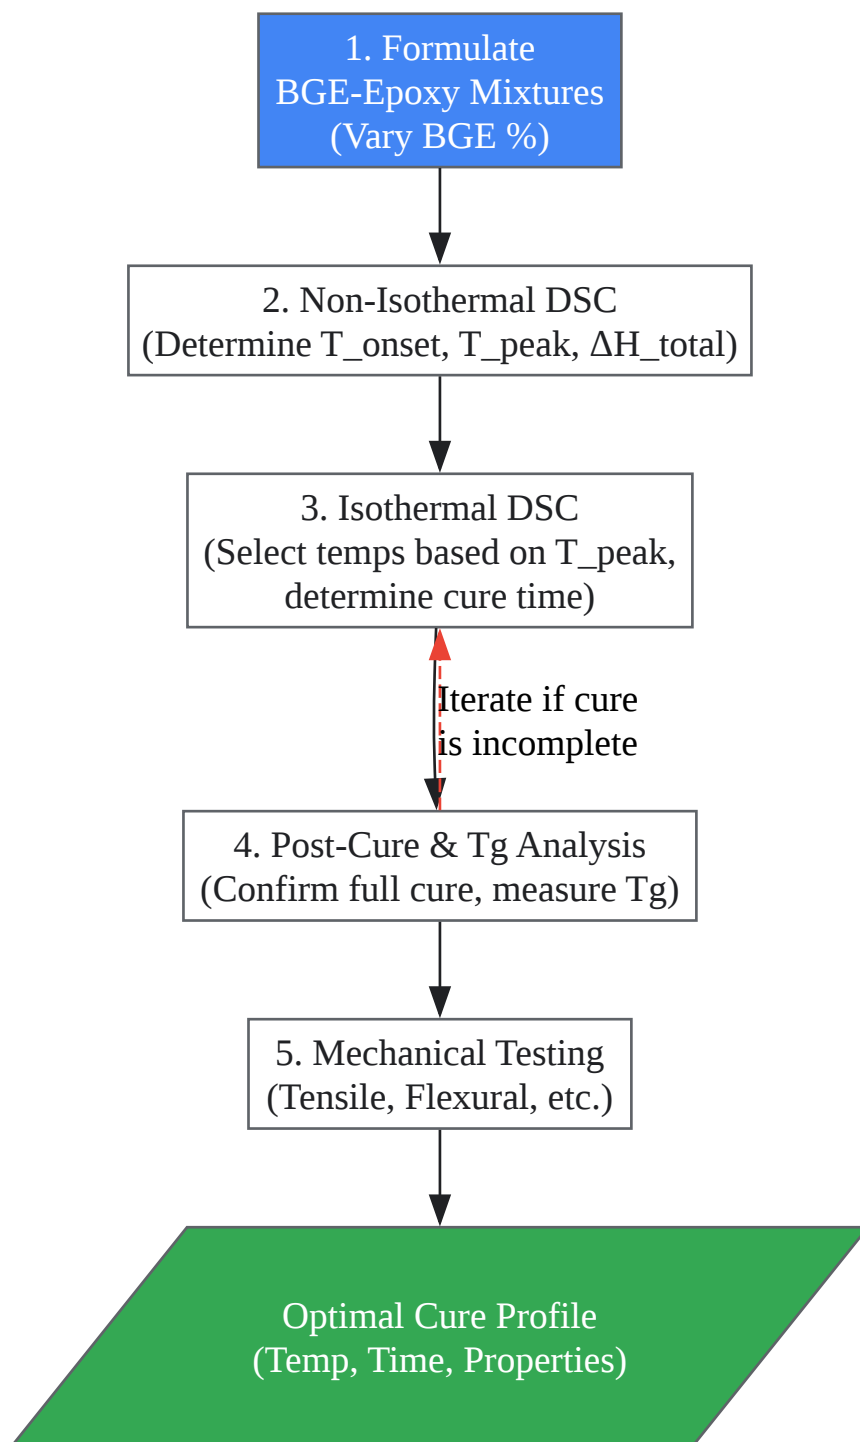 1. Formulate
BGE-Epoxy Mixtures
(Vary BGE %)
2. Non-Isothermal DSC
(Determine T_onset, T_peak, ΔH_total)
3. Isothermal DSC
(Select temps based on T_peak,
determine cure time)
Iterate if cure
is incomplete
4. Post-Cure & Tg Analysis
(Confirm full cure, measure Tg)
5. Mechanical Testing
(Tensile, Flexural, etc.)
Optimal Cure Profile
(Temp, Time, Properties)